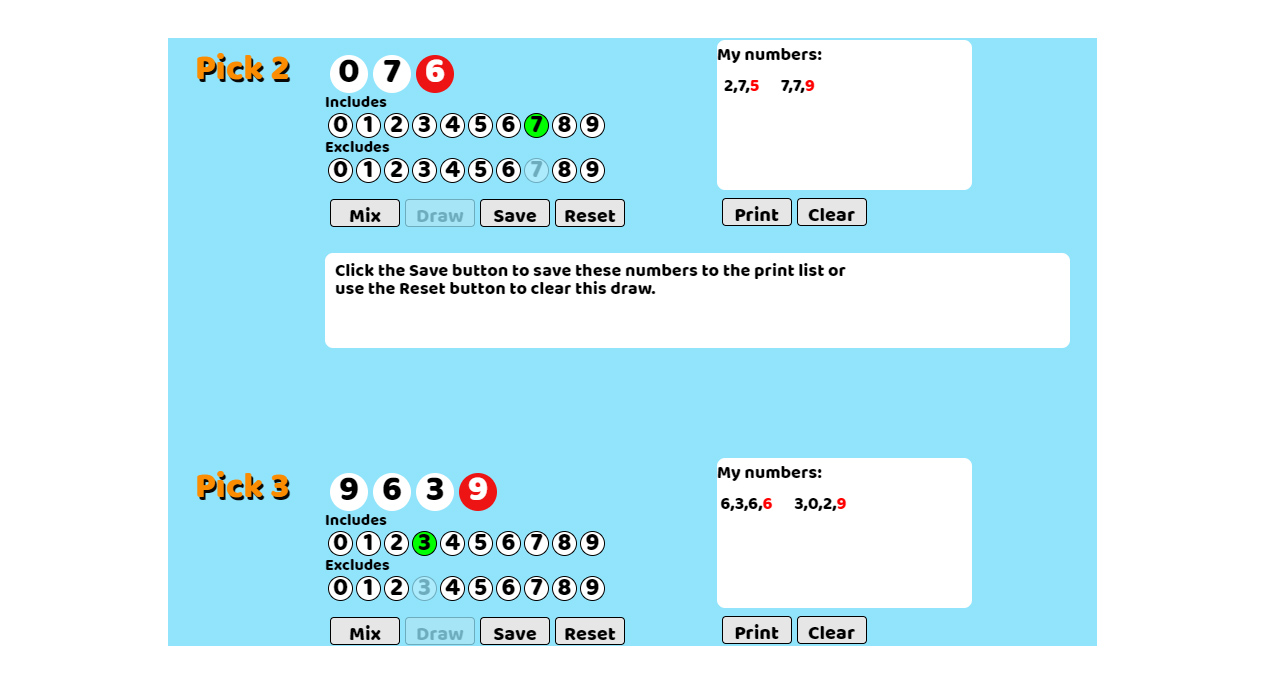 Pick 2
0 7 6
Includes
0 1 2 3 4 5 6 7 8 9
Excludes
0 1 2 3 4 5 6 7 8 9
Mix Draw Save Reset
My numbers:
2,7,5 7,7,9
Print Clear
Click the Save button to save these numbers to the print list or
use the Reset button to clear this draw.
Pick 3
9 6 3 9
Includes
0 1 2 3 4 5 6 7 8 9
Excludes
0 1 2 3 4 5 6 7 8 9
Mix Draw Save Reset
My numbers:
6,3,6,6 3,0,2,9
Print Clear